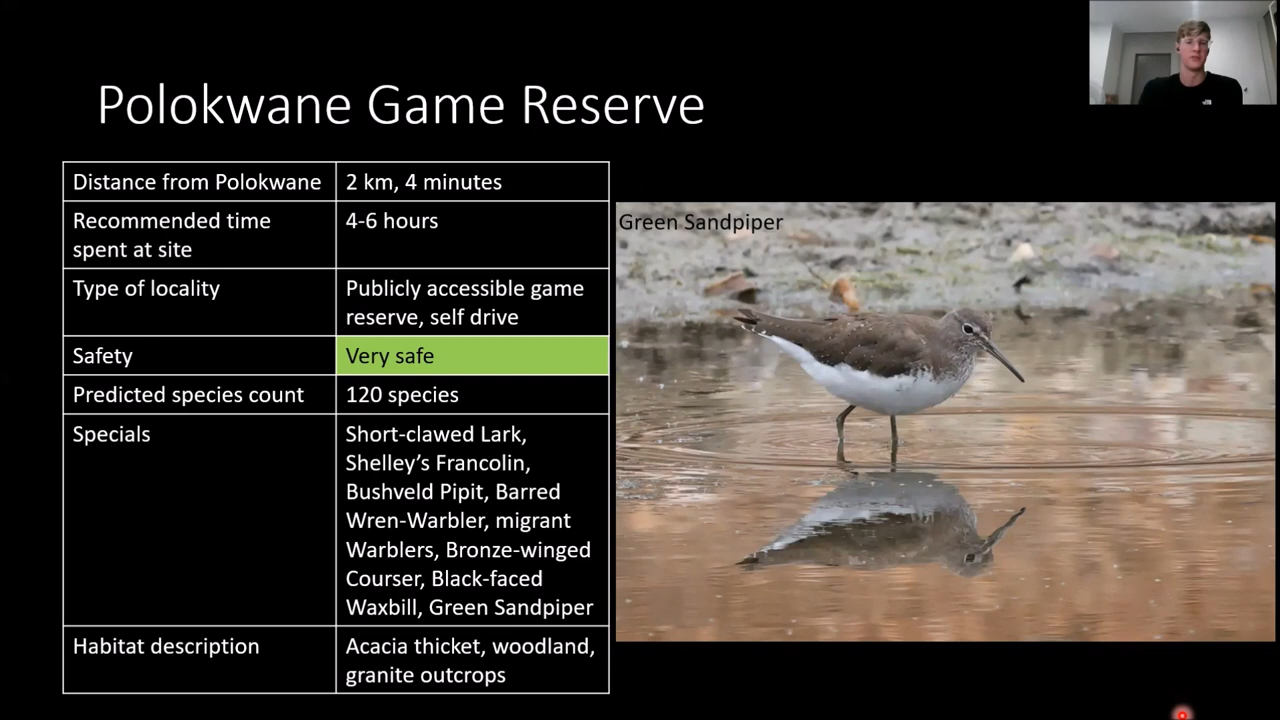 Polokwane Game Reserve
Distance from Polokwane
2 km, 4 minutes
Recommended time
spent at site
4-6 hours
Type of locality
Publicly accessible game
reserve, self drive
Safety
Very safe
Predicted species count
120 species
Specials
Short-clawed Lark,
Shelley's Francolin,
Bushveld Pipit, Barred
Wren-Warbler, migrant
Warblers, Bronze-winged
Courser, Black-faced
Waxbill, Green Sandpiper
Habitat description
Acacia thicket, woodland,
granite outcrops
Green Sandpiper